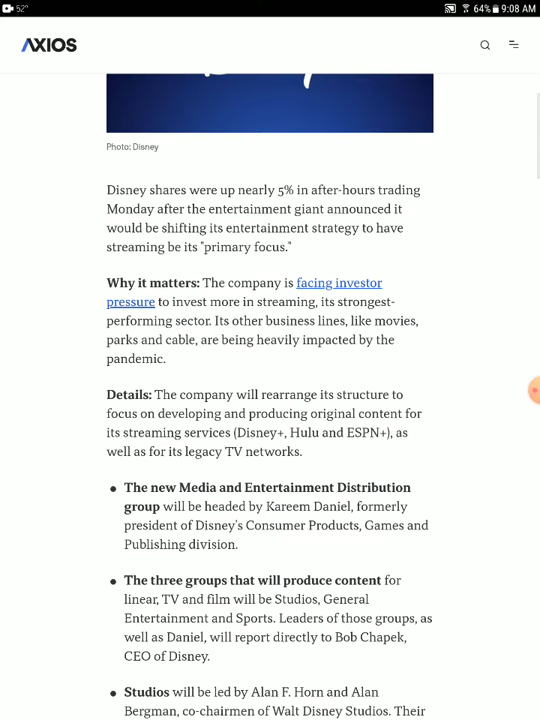 52°
64% 9:08 AM
AXIOS
Photo: Disney
Disney shares were up nearly 5% in after-hours trading
Monday after the entertainment giant announced it
would be shifting its entertainment strategy to have
streaming be its "primary focus."
Why it matters: The company is facing investor
pressure to invest more in streaming, its strongest-
performing sector. Its other business lines, like movies,
parks and cable, are being heavily impacted by the
pandemic.
Details: The company will rearrange its structure to
focus on developing and producing original content for
its streaming services (Disney+, Hulu and ESPN+), as
well as for its legacy TV networks.
• The new Media and Entertainment Distribution
group will be headed by Kareem Daniel, formerly
president of Disney's Consumer Products, Games and
Publishing division.
• The three groups that will produce content for
linear, TV and film will be Studios, General
Entertainment and Sports. Leaders of those groups, as
well as Daniel, will report directly to Bob Chapek,
CEO of Disney.
• Studios will be led by Alan F. Horn and Alan
Bergman, co-chairmen of Walt Disney Studios. Their